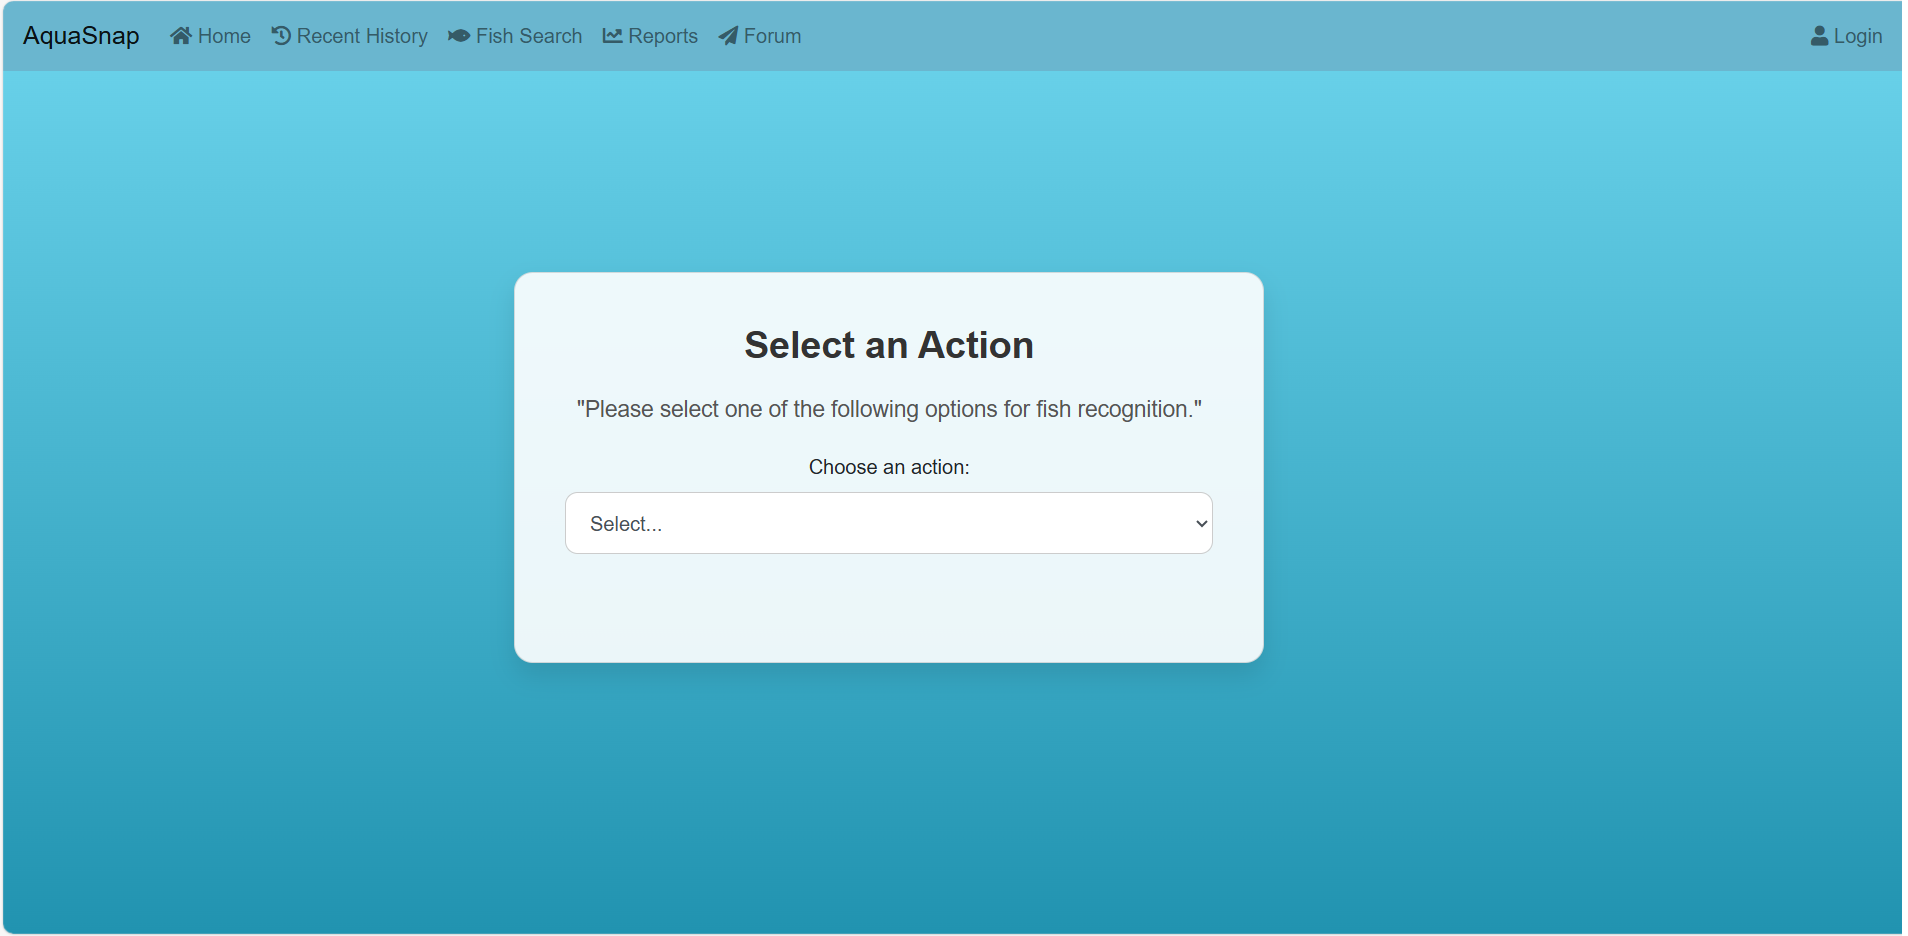 AquaSnap Home Recent History Fish Search Reports Forum Login
Select an Action
"Please select one of the following options for fish recognition."
Choose an action:
Select...